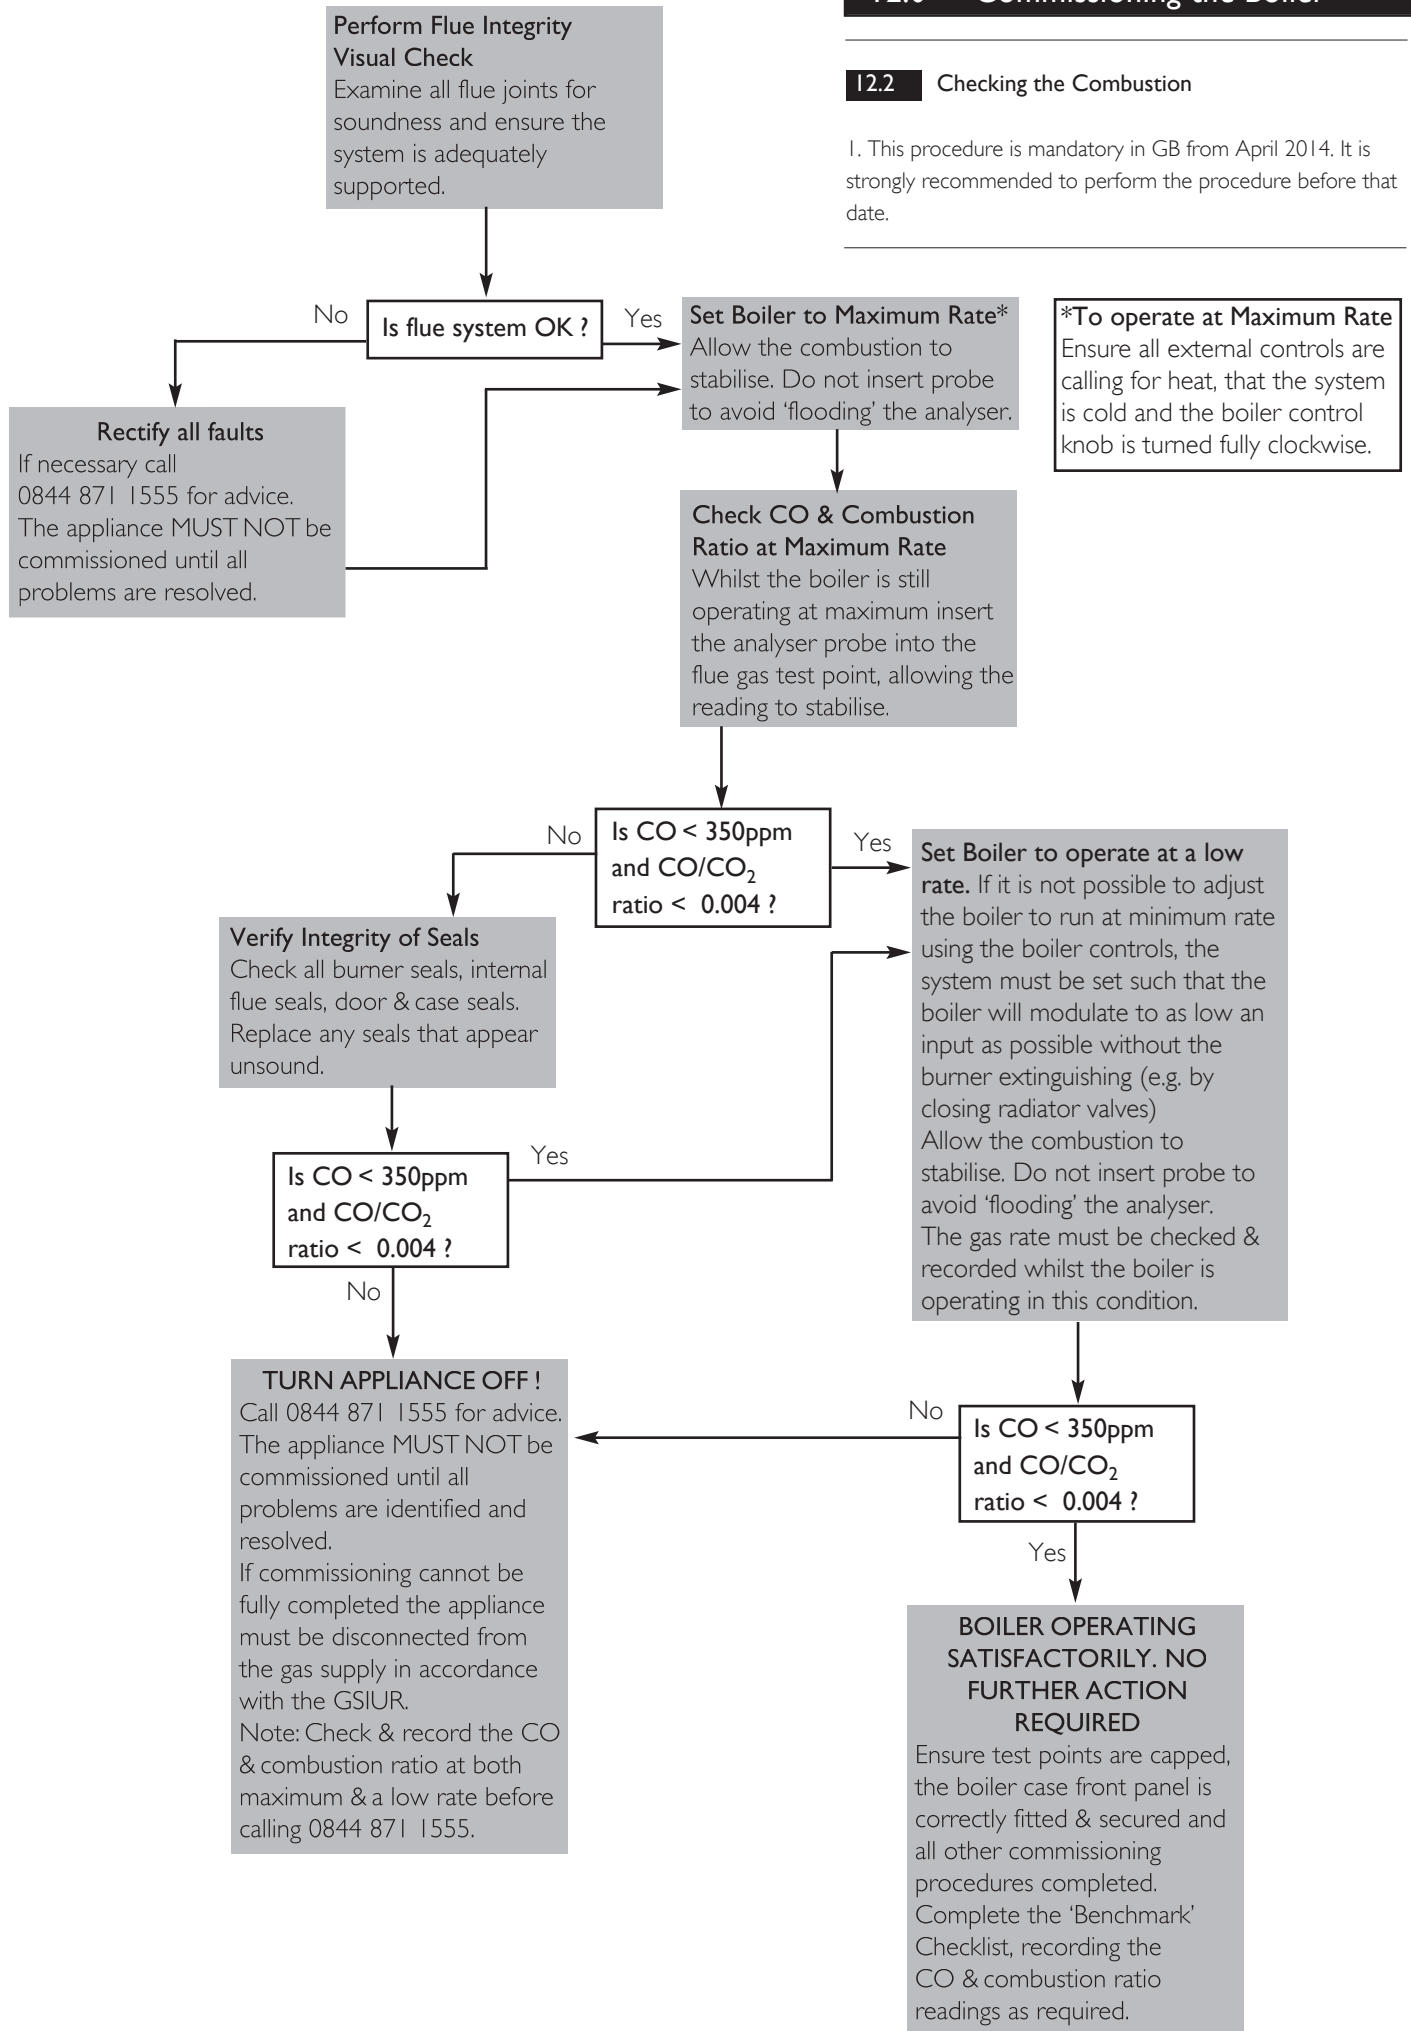 Perform Flue Integrity
Visual Check
Examine all flue joints for
soundness and ensure the
system is adequately
supported.
12.2 Checking the Combustion
1. This procedure is mandatory in GB from April 2014. It is
strongly recommended to perform the procedure before that
date.
No
Is flue system OK ?
Yes
Set Boiler to Maximum Rate*
Allow the combustion to
stabilise. Do not insert probe
to avoid ‘flooding’ the analyser.
*To operate at Maximum Rate
Ensure all external controls are
calling for heat, that the system
is cold and the boiler control
knob is turned fully clockwise.
Rectify all faults
If necessary call
0844 871 1555 for advice.
The appliance MUST NOT be
commissioned until all
problems are resolved.
Check CO & Combustion
Ratio at Maximum Rate
Whilst the boiler is still
operating at maximum insert
the analyser probe into the
flue gas test point, allowing the
reading to stabilise.
No
Is CO < 350ppm
and CO/CO₂
ratio < 0.004 ?
Yes
Set Boiler to operate at a low
rate. If it is not possible to adjust
the boiler to run at minimum rate
using the boiler controls, the
system must be set such that the
boiler will modulate to as low an
input as possible without the
burner extinguishing (e.g. by
closing radiator valves)
Allow the combustion to
stabilise. Do not insert probe to
avoid ‘flooding’ the analyser.
The gas rate must be checked &
recorded whilst the boiler is
operating in this condition.
Verify Integrity of Seals
Check all burner seals, internal
flue seals, door & case seals.
Replace any seals that appear
unsound.
Is CO < 350ppm
and CO/CO₂
ratio < 0.004 ?
Yes
No
TURN APPLIANCE OFF !
Call 0844 871 1555 for advice.
The appliance MUST NOT be
commissioned until all
problems are identified and
resolved.
If commissioning cannot be
fully completed the appliance
must be disconnected from
the gas supply in accordance
with the GSIUR.
Note: Check & record the CO
& combustion ratio at both
maximum & a low rate before
calling 0844 871 1555.
No
Is CO < 350ppm
and CO/CO₂
ratio < 0.004 ?
Yes
BOILER OPERATING
SATISFACTORILY. NO
FURTHER ACTION
REQUIRED
Ensure test points are capped,
the boiler case front panel is
correctly fitted & secured and
all other commissioning
procedures completed.
Complete the ‘Benchmark’
Checklist, recording the
CO & combustion ratio
readings as required.